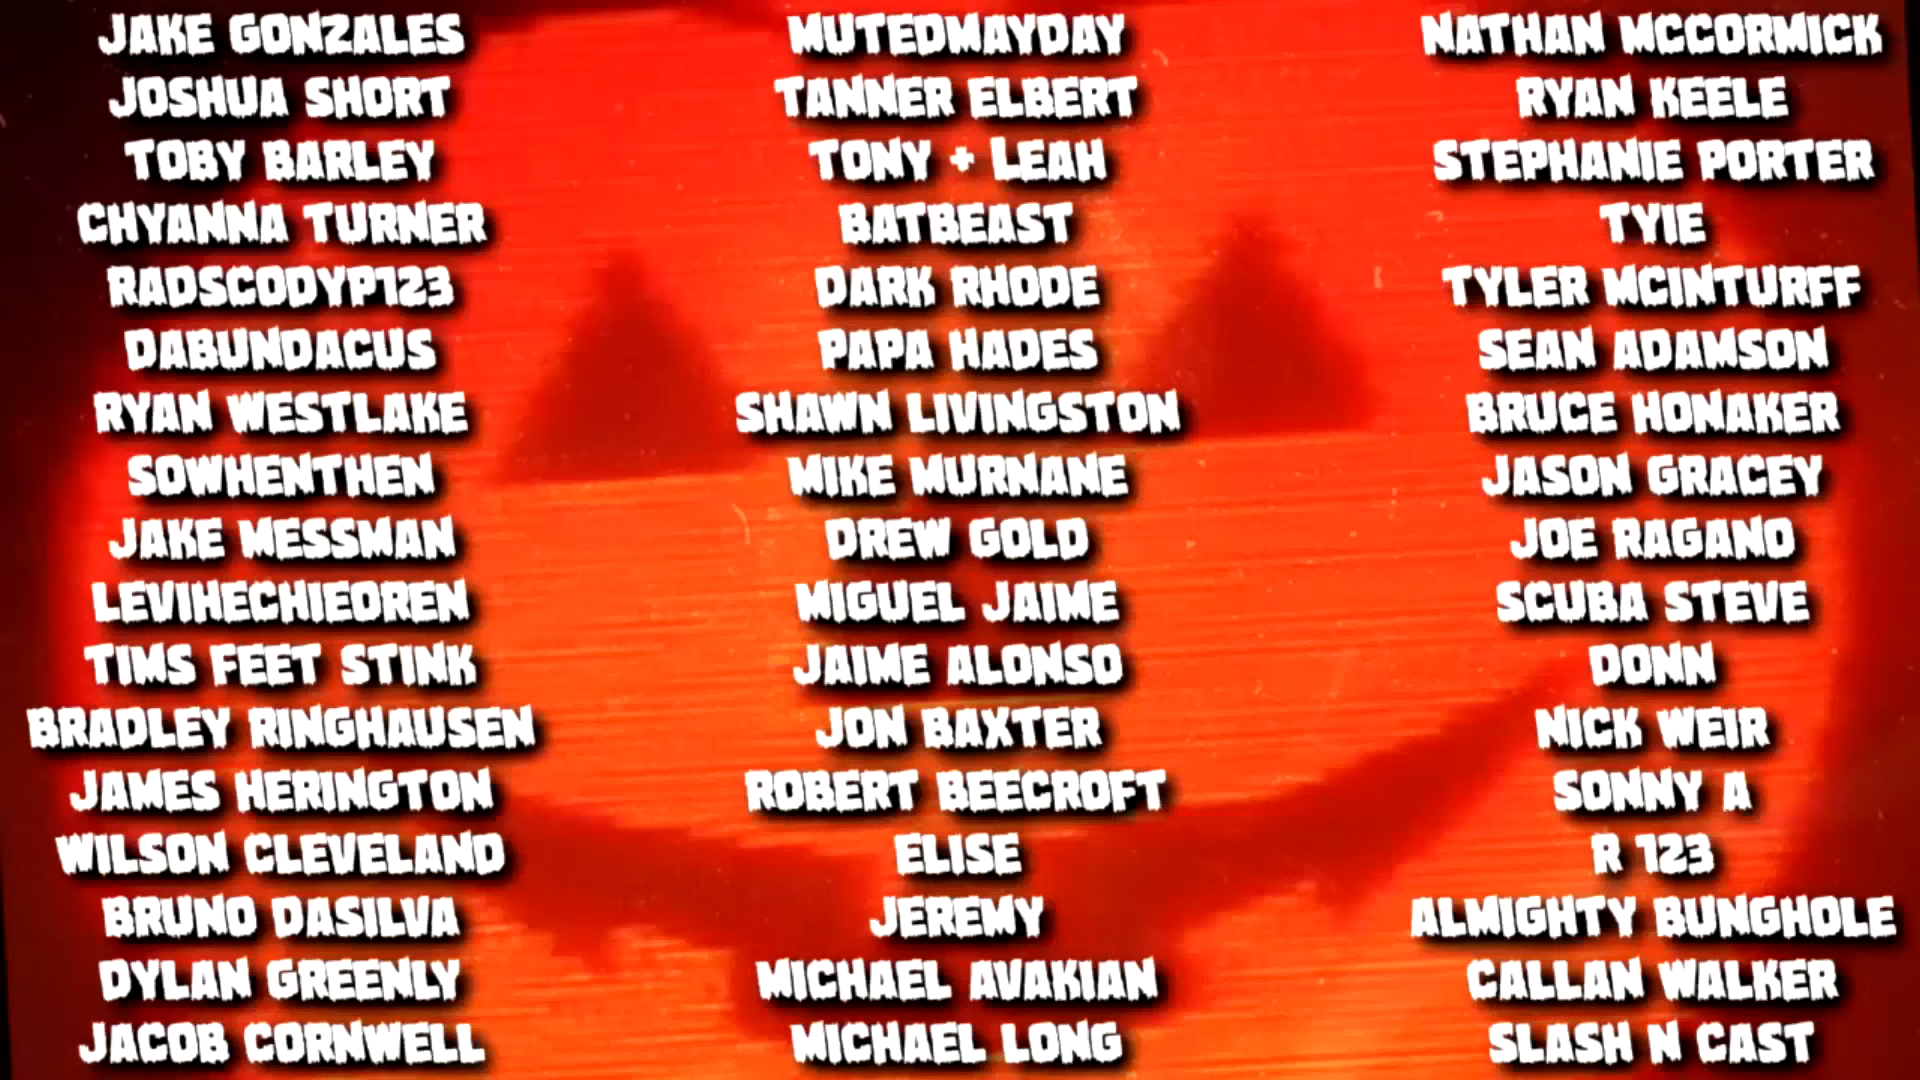 JAKE GONZALES
JOSHUA SHORT
TOBY BARLEY
CHYANNA TURNER
RADSCODYP123
DABUNDACUS
RYAN WESTLAKE
SOWHENTHEN
JAKE MESSMAN
LEVIHECHIEOREN
TIMS FEET STINK
BRADLEY RINGHAUSEN
JAMES HERINGTON
WILSON CLEVELAND
BRUNO DASILVA
DYLAN GREENLY
JACOB CORNWELL
MUTEDMAYDAY
TANNER ELBERT
TONY + LEAH
BATBEAST
DARK RHODE
PAPA HADES
SHAWN LIVINGSTON
MIKE MURNANE
DREW GOLD
MIGUEL JAIME
JAIME ALONSO
JON BAXTER
ROBERT BEECROFT
ELISE
JEREMY
MICHAEL AVAKIAN
MICHAEL LONG
NATHAN MCCORMICK
RYAN KEELE
STEPHANIE PORTER
TYIE
TYLER MCINTURFF
SEAN ADAMSON
BRUCE HONAKER
JASON GRACEY
JOE RAGANO
SCUBA STEVE
DONN
NICK WEIR
SONNY A
R 123
ALMIGHTY BUNGHOLE
CALLAN WALKER
SLASH N CAST